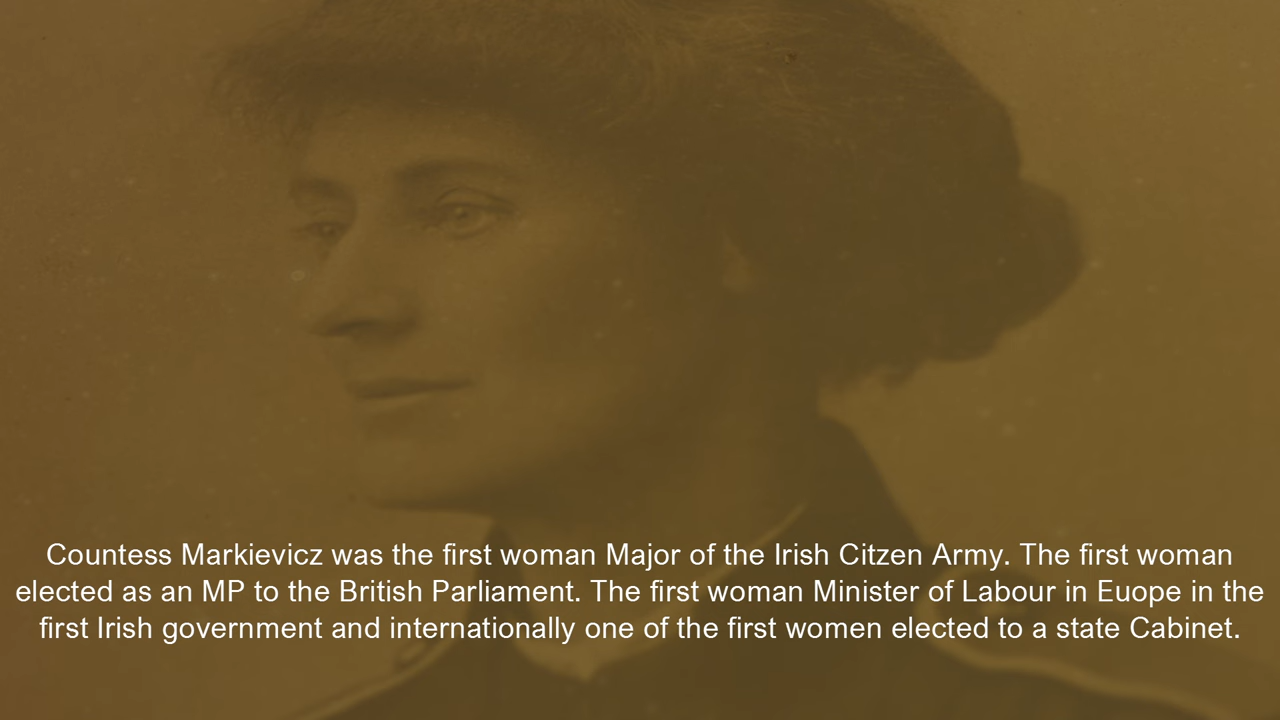 Countess Markievicz was the first woman Major of the Irish Citzen Army. The first woman
elected as an MP to the British Parliament. The first woman Minister of Labour in Euope in the
first Irish government and internationally one of the first women elected to a state Cabinet.